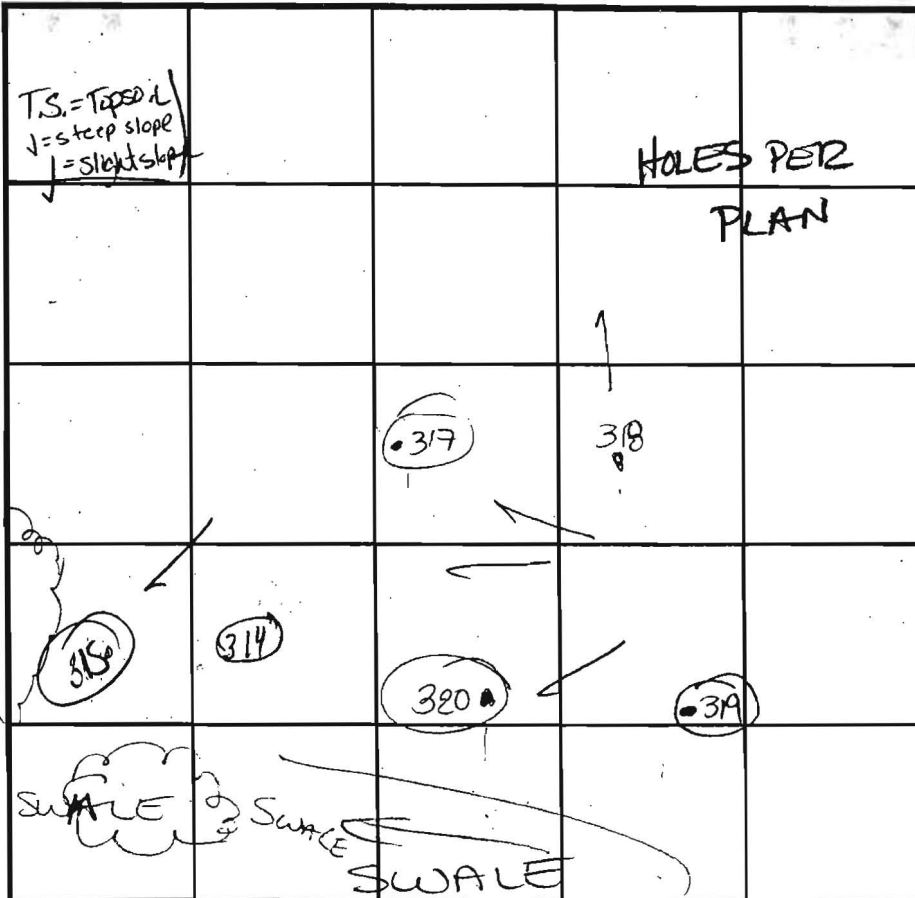 T.S. = Topsoil
↓ = steep slope
↓ = slight slope
HOLES PER
PLAN
317
318
315
314
320
319
SWALE
SWALE
SWALE